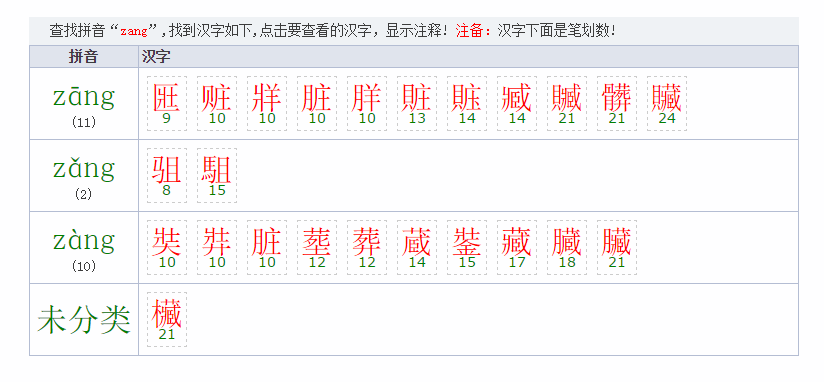 查找拼音“zang”,找到汉字如下,点击要查看的汉字，显示注释! 注备：汉字下面是笔划数!
拼音 汉字
zāng 匨 赃 牂 脏 羘 賍 賘 臧 贓 髒 贜
(11) 9 10 10 10 10 13 14 14 21 21 24
zǎng 驵 駔
(2) 8 15
zàng 奘 弉 脏 塟 葬 蔵 銺 藏 臓 臟
(10) 10 10 10 12 12 14 15 17 18 21
未分类 欌
21